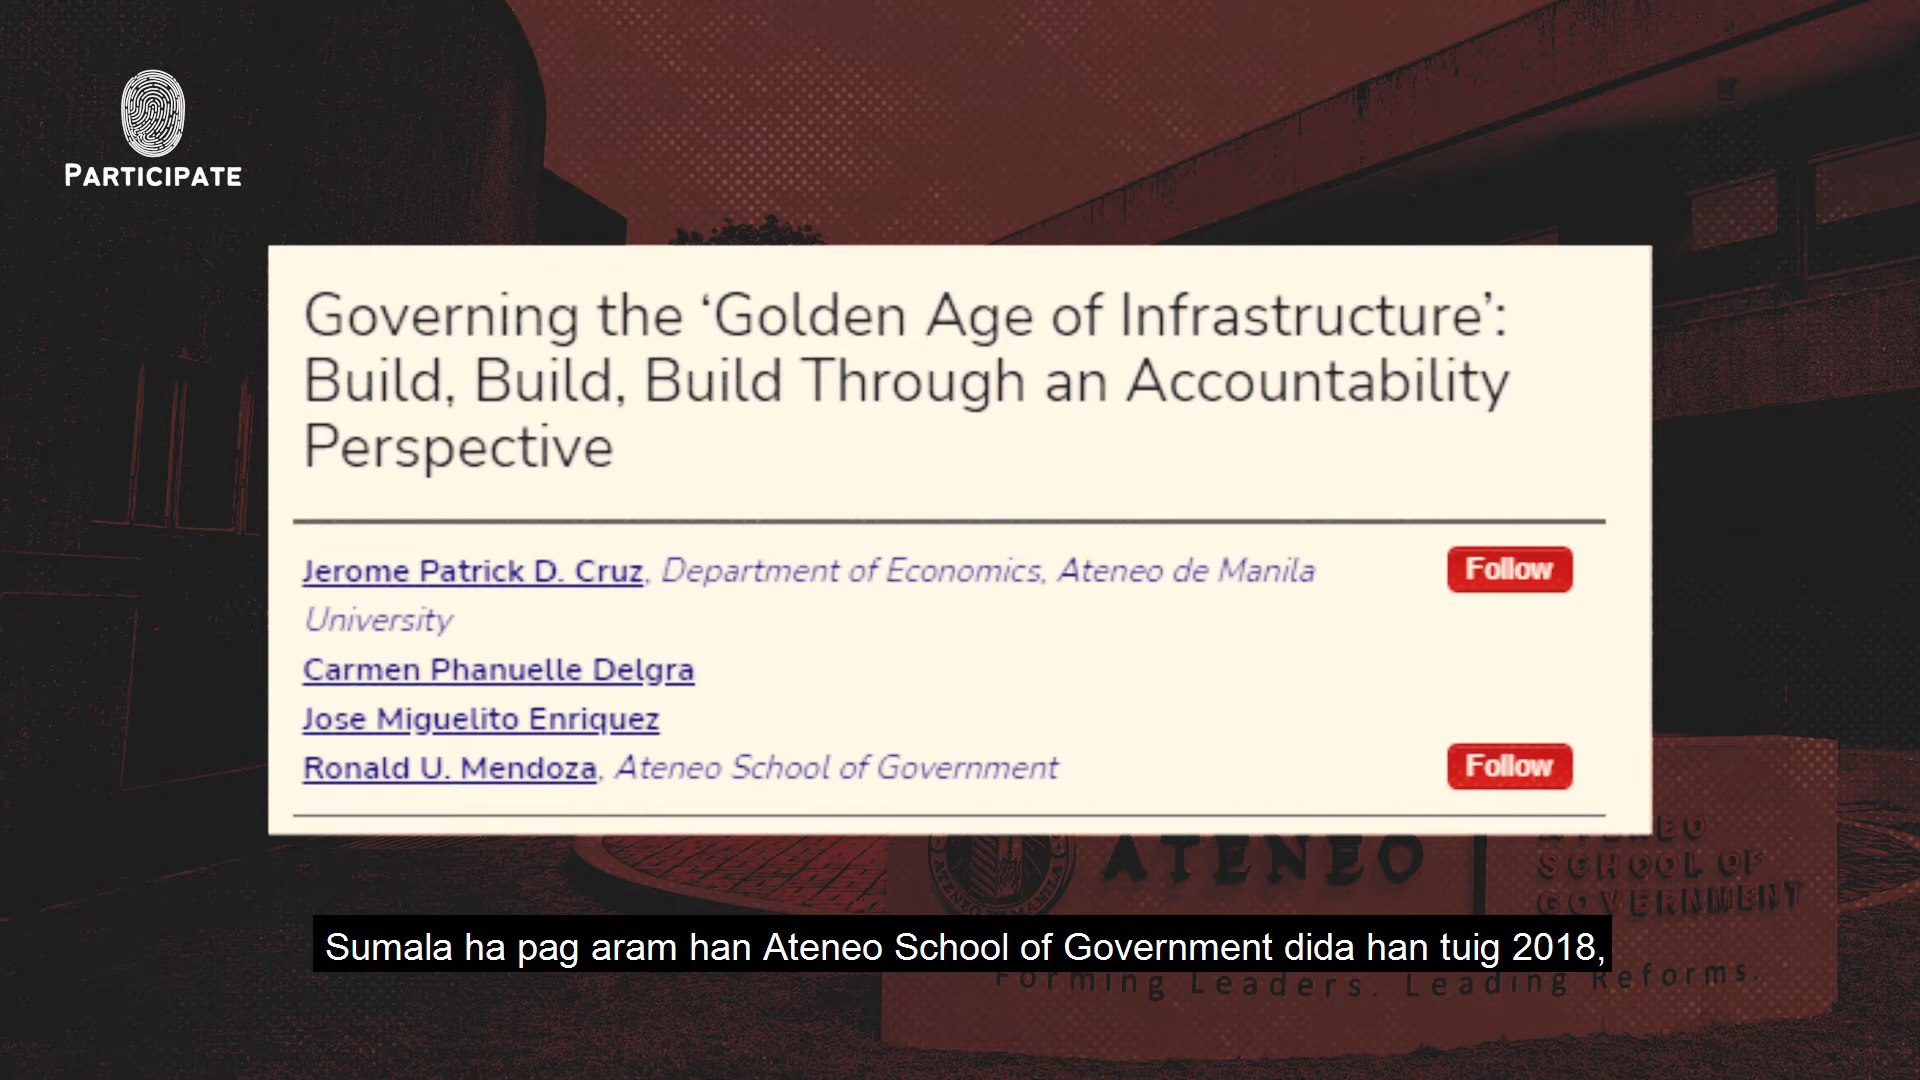 PARTICIPATE
Governing the ‘Golden Age of Infrastructure’:
Build, Build, Build Through an Accountability
Perspective
Jerome Patrick D. Cruz, Department of Economics, Ateneo de Manila
University
Follow
Carmen Phanuelle Delgra
Jose Miguelito Enriquez
Ronald U. Mendoza, Ateneo School of Government
Follow
ATENEO
ATENEO
SCHOOL OF
GOVERNMENT
Sumala ha pag aram han Ateneo School of Government dida han tuig 2018,
Forming Leaders. Leading Reforms.